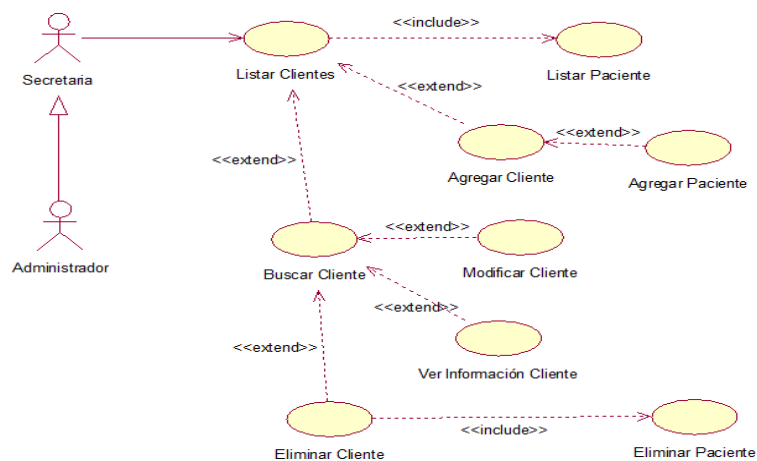 <<include>>
Secretaria
Listar Clientes
Listar Paciente
<<extend>>
<<extend>>
Agregar Cliente
Agregar Paciente
<<extend>>
<<extend>>
Administrador
Buscar Cliente
Modificar Cliente
<<extend>>
<<extend>>
Ver Información Cliente
<<include>>
Eliminar Cliente
Eliminar Paciente